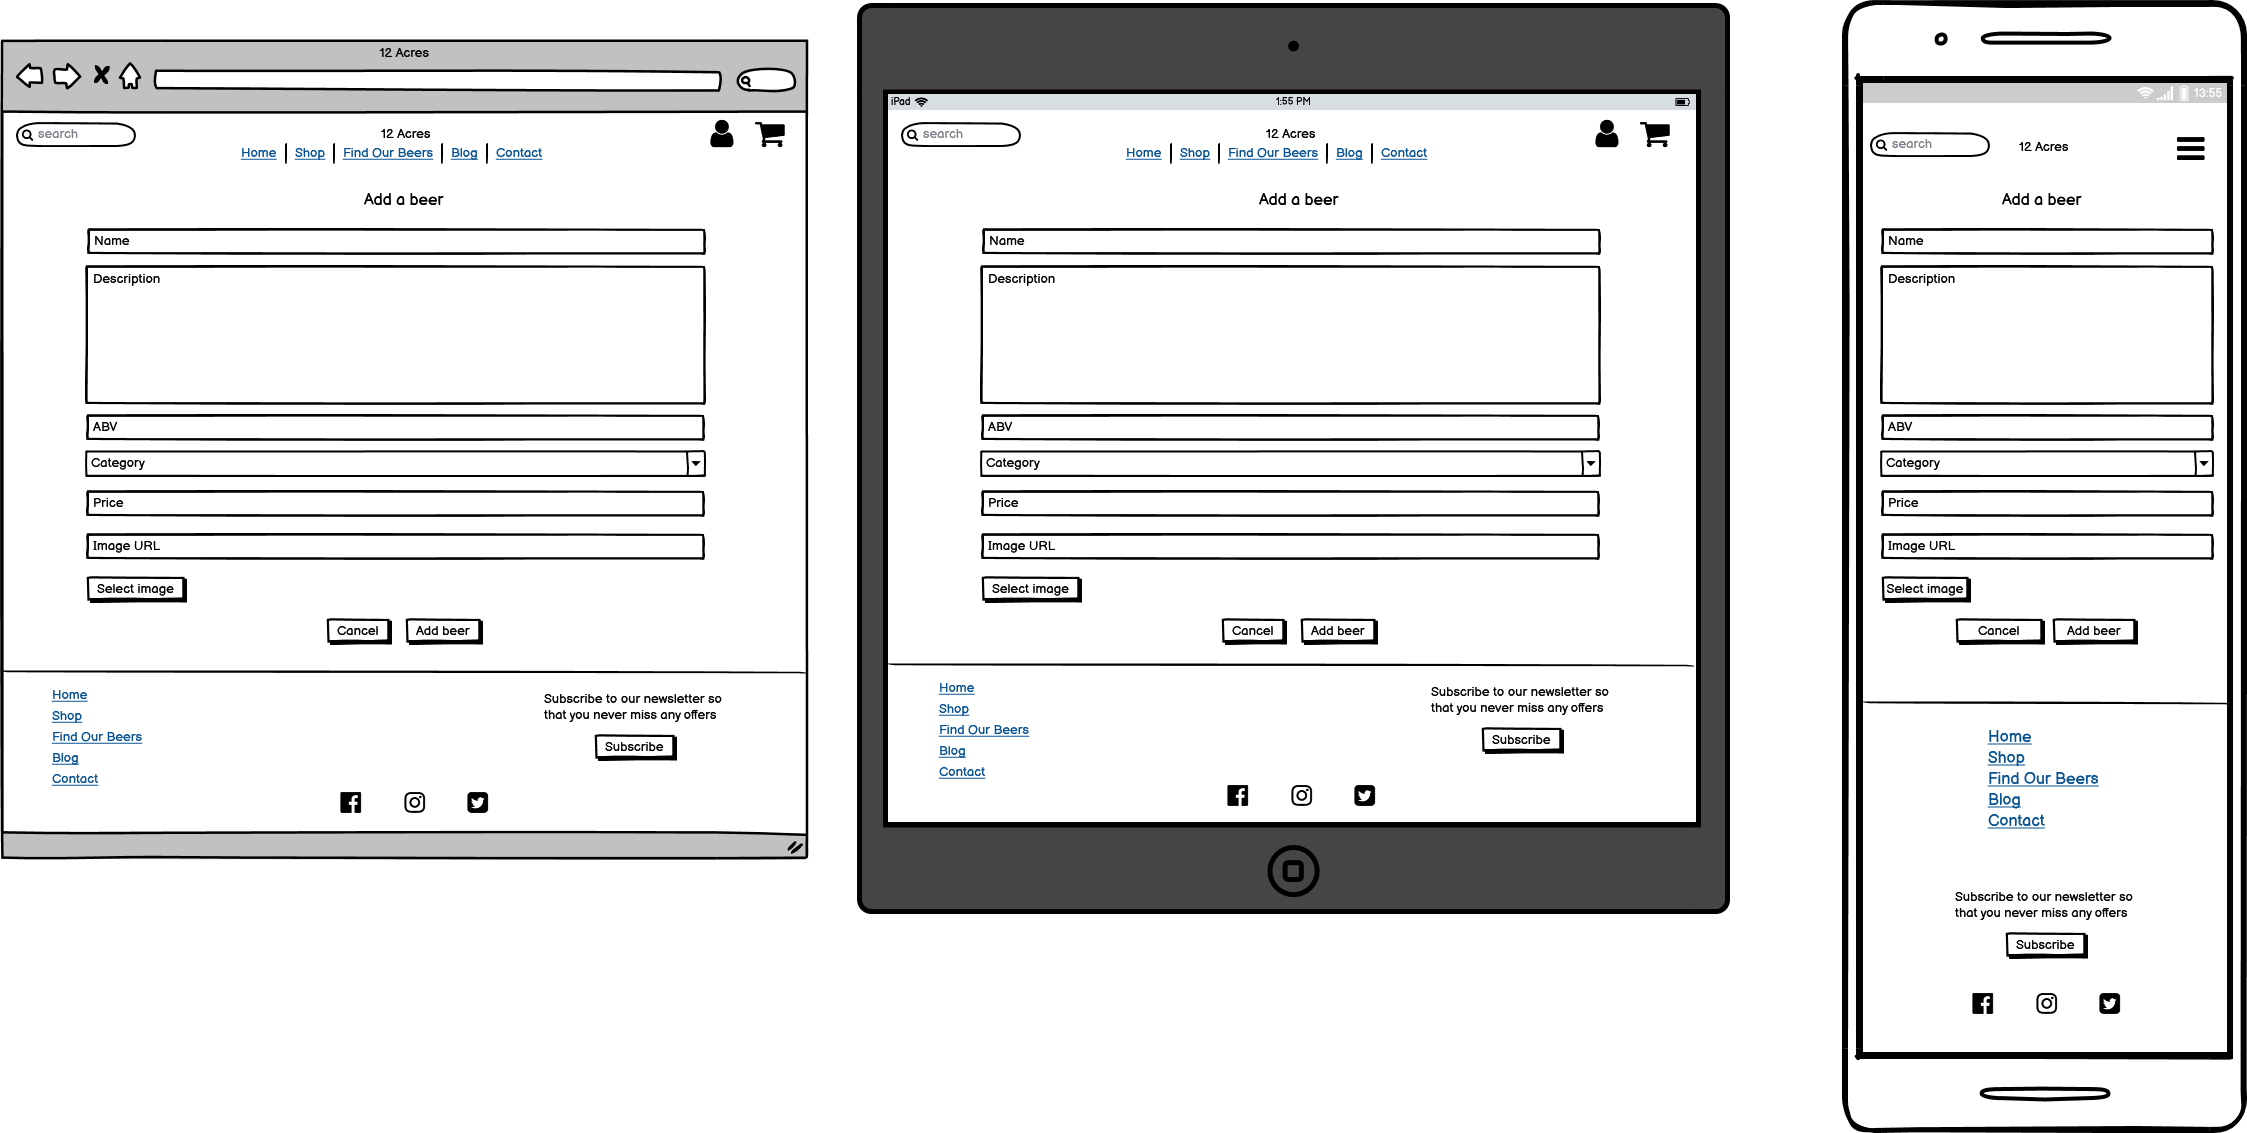 12 Acres
search
12 Acres
Home | Shop | Find Our Beers | Blog | Contact
Add a beer
Name
Description
ABV
Category
Price
Image URL
Select image
Cancel Add beer
Home
Shop
Find Our Beers
Blog
Contact
Subscribe to our newsletter so
that you never miss any offers
Subscribe
iPad 1:55 PM
search
12 Acres
Home | Shop | Find Our Beers | Blog | Contact
Add a beer
Name
Description
ABV
Category
Price
Image URL
Select image
Cancel Add beer
Home
Shop
Find Our Beers
Blog
Contact
Subscribe to our newsletter so
that you never miss any offers
Subscribe
13:55
search 12 Acres
Add a beer
Name
Description
ABV
Category
Price
Image URL
Select image
Cancel Add beer
Home
Shop
Find Our Beers
Blog
Contact
Subscribe to our newsletter so
that you never miss any offers
Subscribe